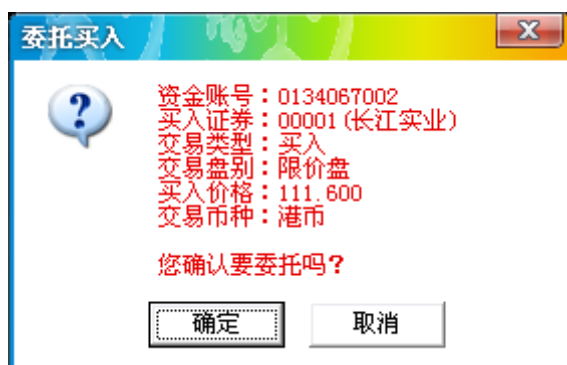 委托买入
资金账号：0134067002
买入证券：00001(长江实业)
交易类型：买入
交易盘别：限价盘
买入价格：111.600
交易币种：港币
您确认要委托吗?
确定
取消